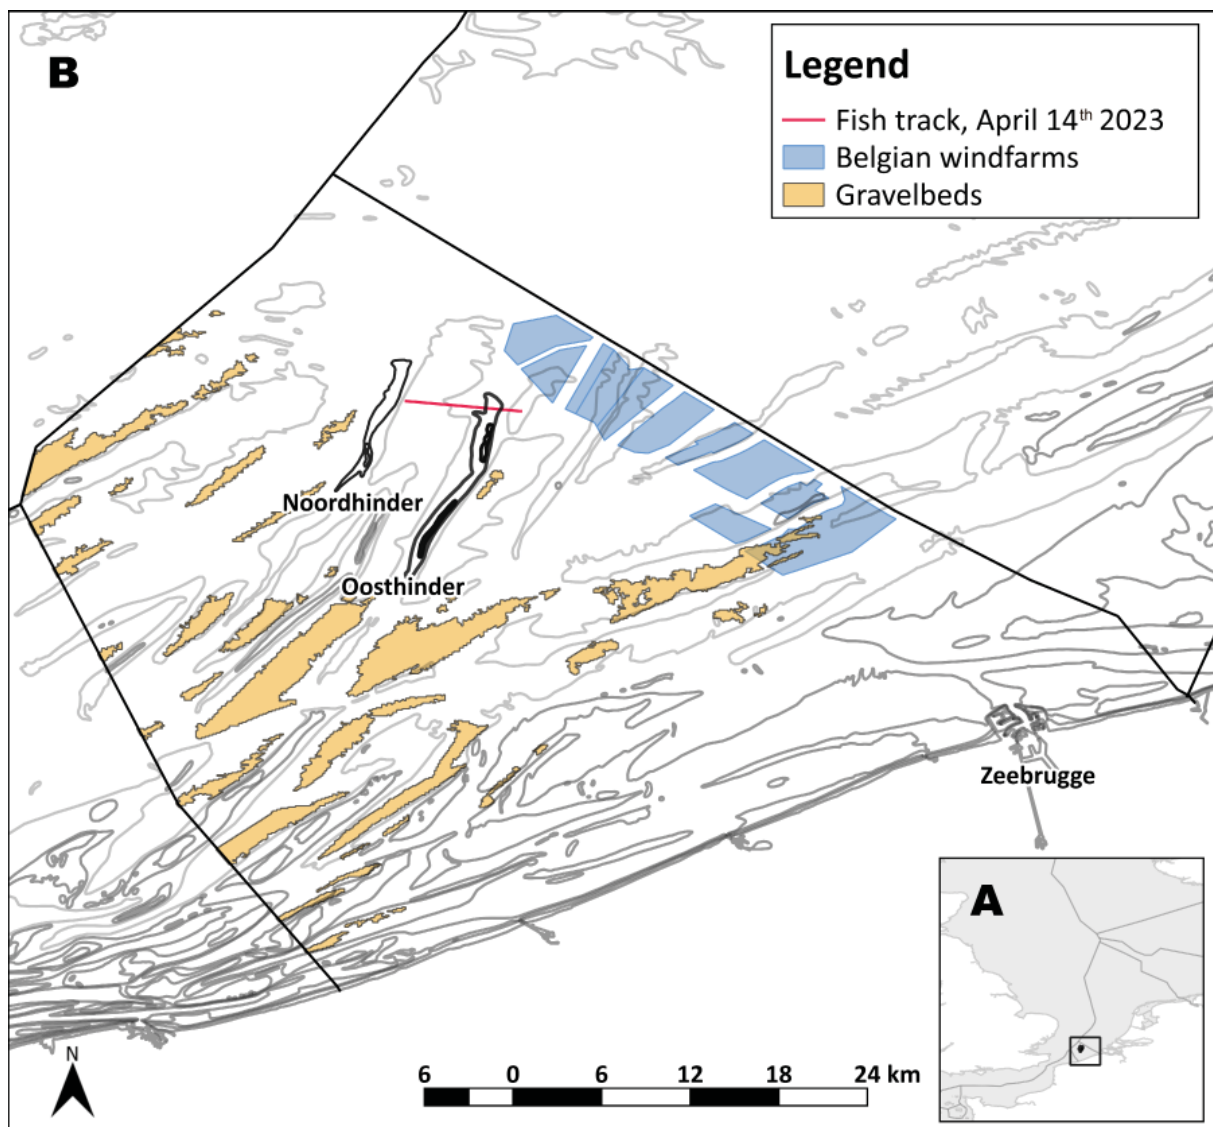 B
Legend
Fish track, April 14th 2023
Belgian windfarms
Gravelbeds
Noordhinder
Oosthinder
Zeebrugge
A
N
6 0 6 12 18 24 km